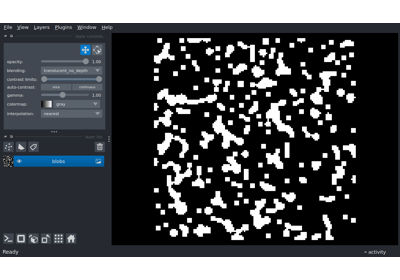 File View Layers Plugins Window Help
layer controls
opacity: 1.00
blending: translucent_no_depth
contrast limits:
auto-contrast: once continuous
gamma: 1.00
colormap: gray
interpolation: nearest
layer list
blobs
Ready activity